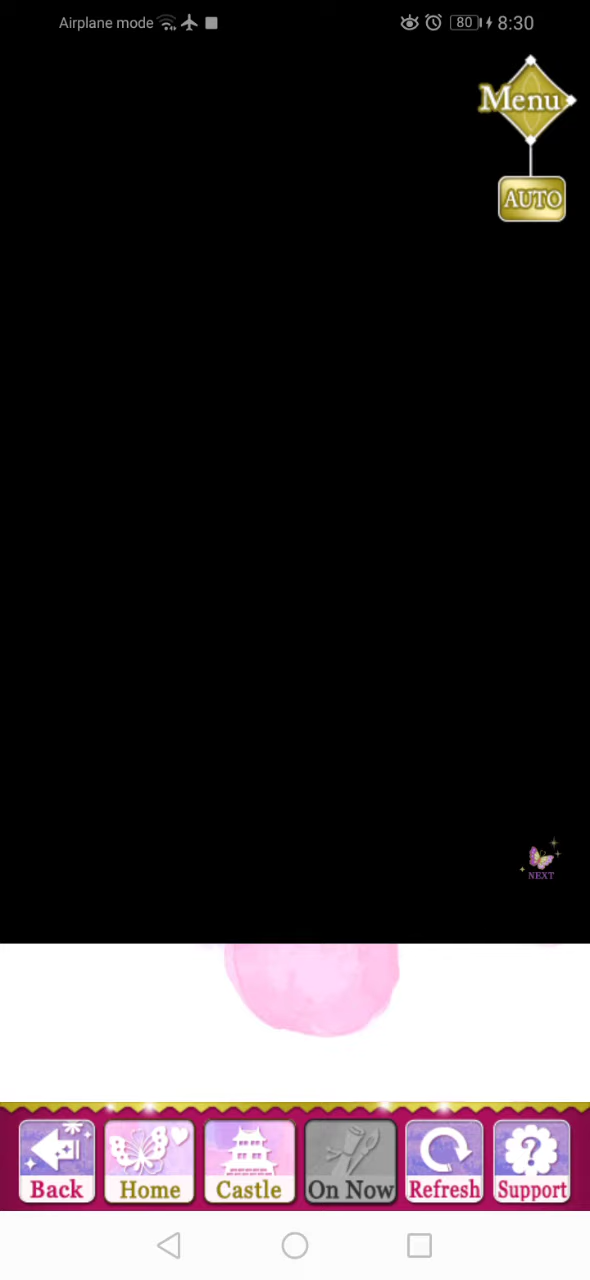 Airplane mode 80 8:30
Menu
AUTO
NEXT
Back Home Castle On Now Refresh Support